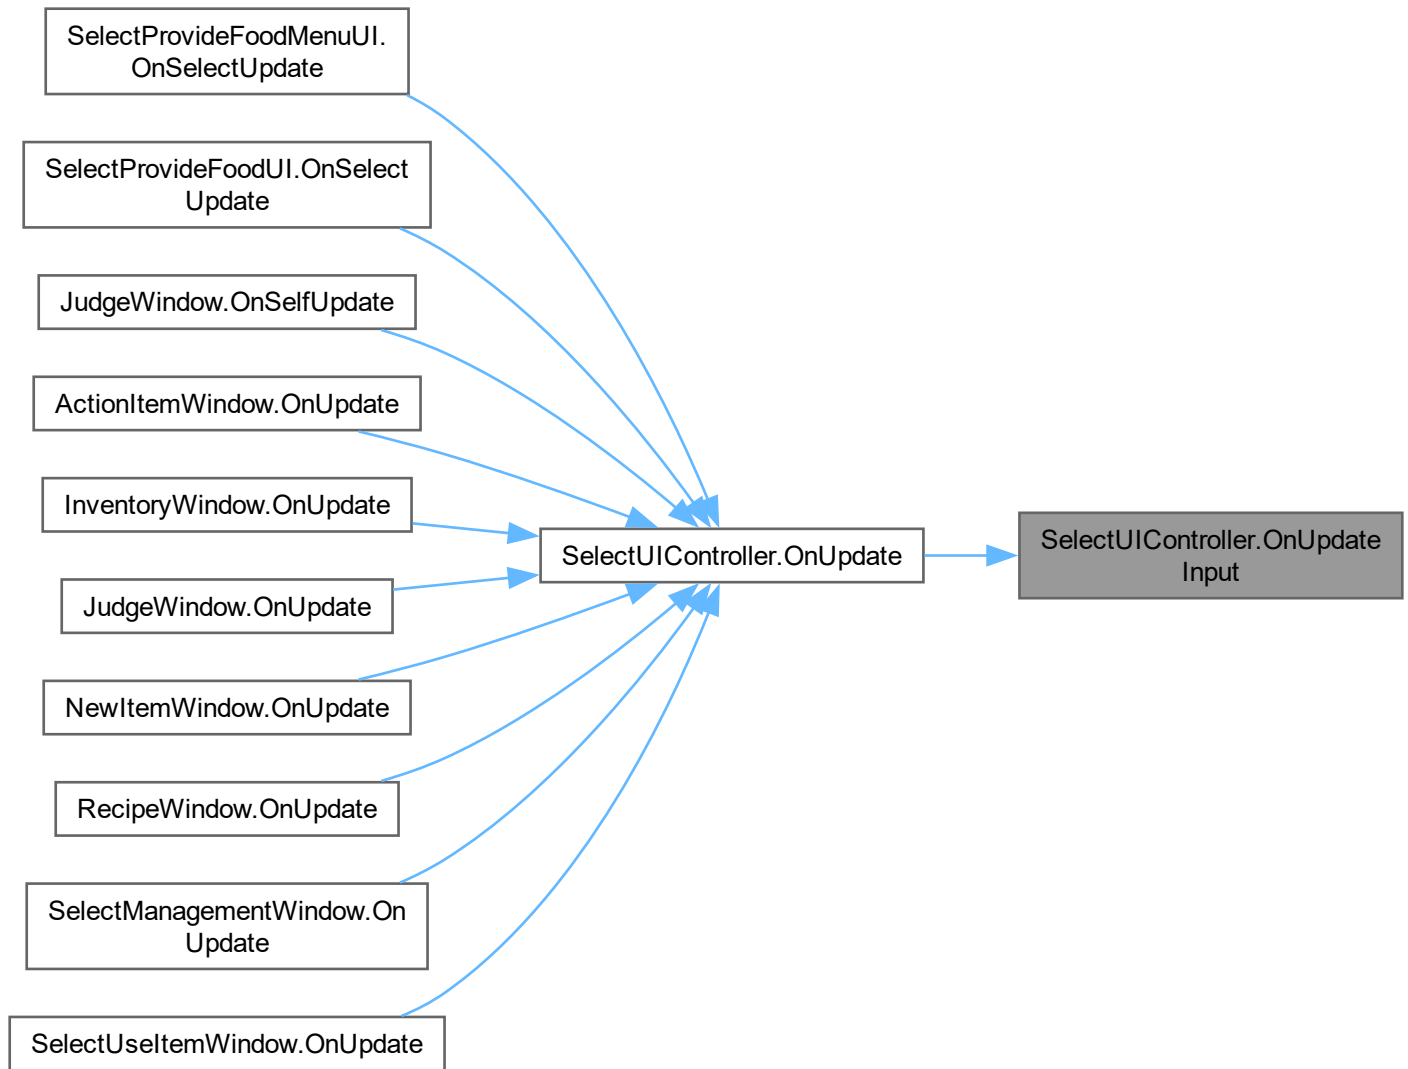 SelectProvideFoodMenuUI.
OnSelectUpdate
SelectProvideFoodUI.OnSelect
Update
JudgeWindow.OnSelfUpdate
ActionItemWindow.OnUpdate
InventoryWindow.OnUpdate
JudgeWindow.OnUpdate
NewItemWindow.OnUpdate
RecipeWindow.OnUpdate
SelectManagementWindow.On
Update
SelectUseItemWindow.OnUpdate
SelectUIController.OnUpdate
SelectUIController.OnUpdate
Input